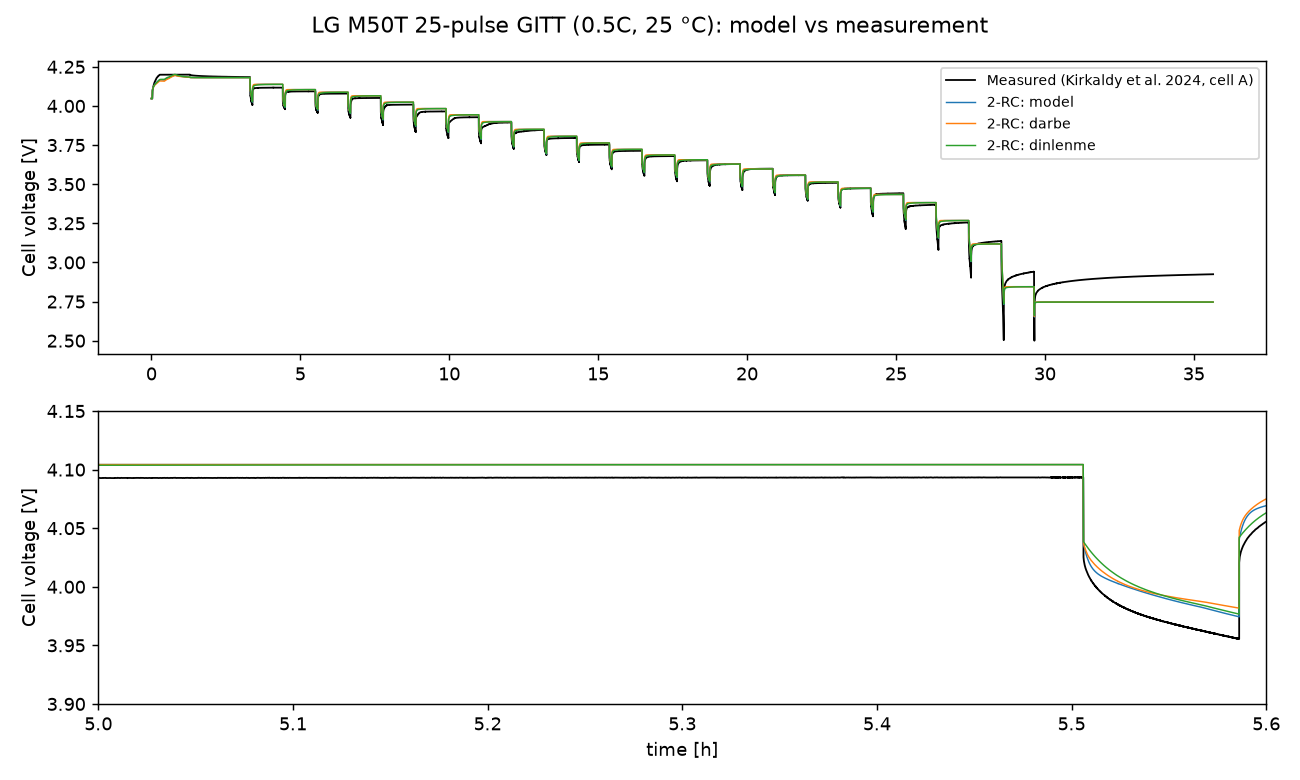 LG M50T 25-pulse GITT (0.5C, 25 °C): model vs measurement
Cell voltage [V]
4.25
4.00
3.75
3.50
3.25
3.00
2.75
2.50
Measured (Kirkaldy et al. 2024, cell A)
2-RC: model
2-RC: darbe
2-RC: dinlenme
0 5 10 15 20 25 30 35
Cell voltage [V]
4.15
4.10
4.05
4.00
3.95
3.90
5.0 5.1 5.2 5.3 5.4 5.5 5.6
time [h]